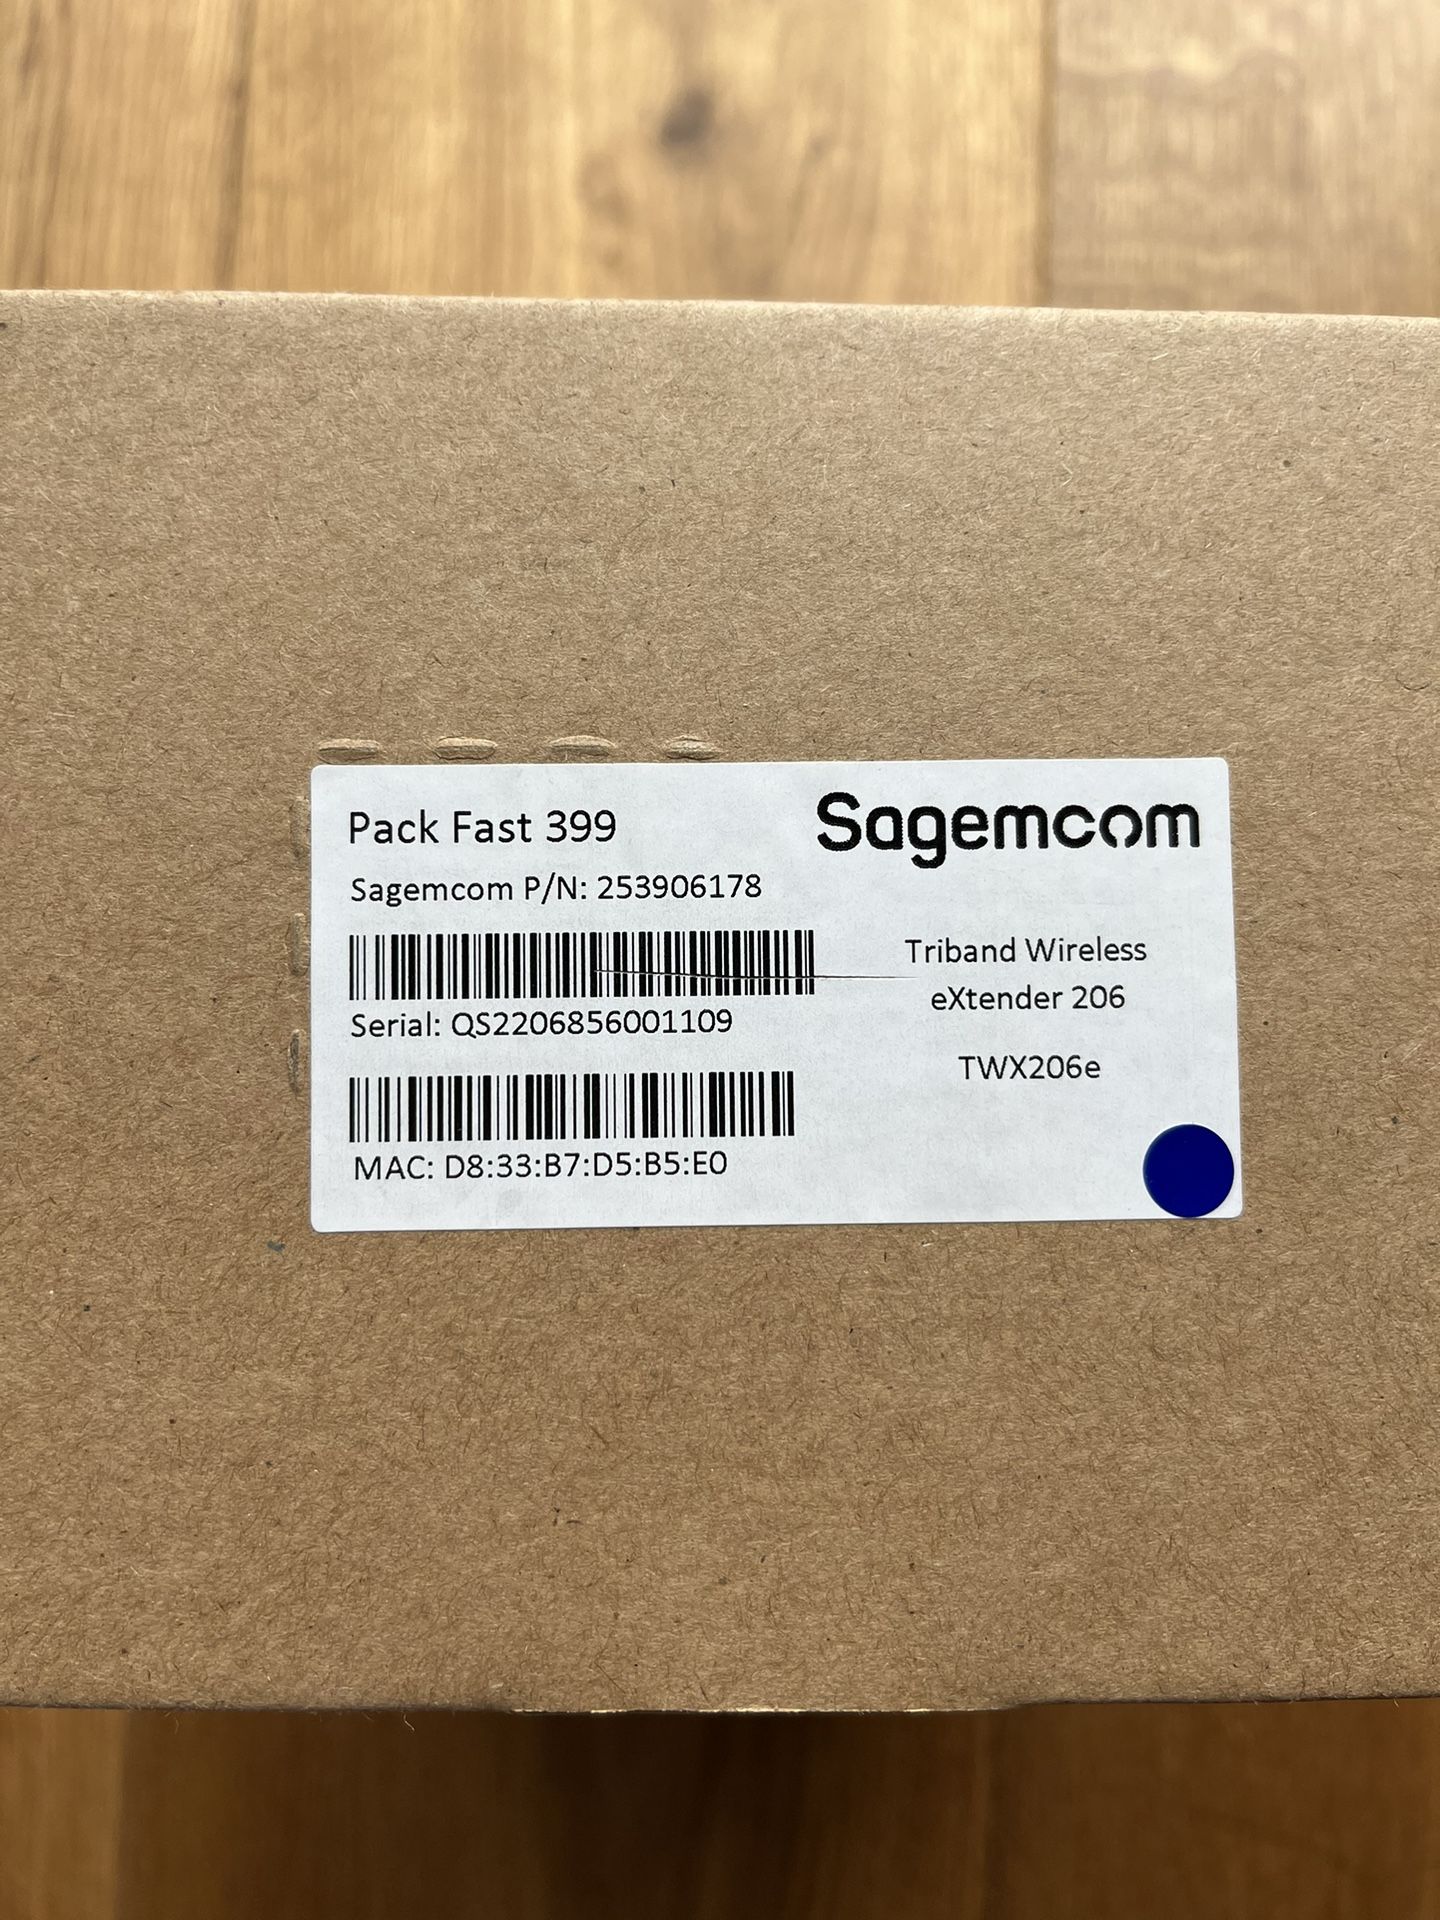 Pack Fast 399
Sagemcom
Sagemcom P/N: 253906178
Triband Wireless
eXtender 206
Serial: QS2206856001109
TWX206e
MAC: D8:33:B7:D5:B5:E0